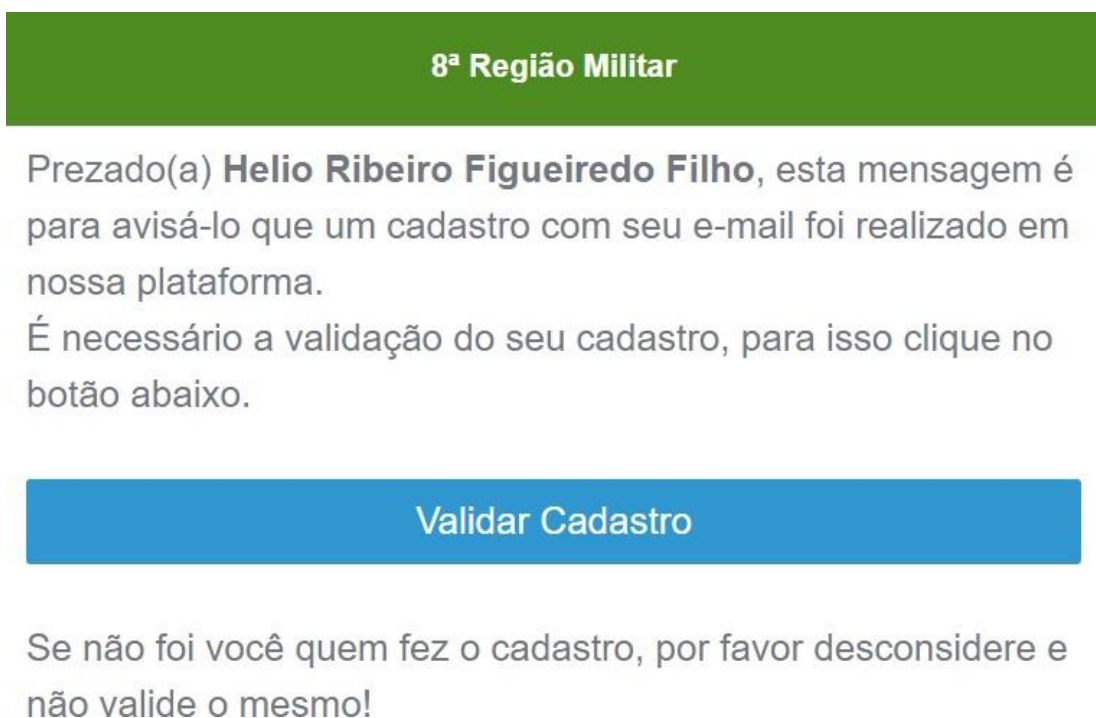 8ª Região Militar
Prezado(a) Helio Ribeiro Figueiredo Filho, esta mensagem é
para avisá-lo que um cadastro com seu e-mail foi realizado em
nossa plataforma.
É necessário a validação do seu cadastro, para isso clique no
botão abaixo.
Validar Cadastro
Se não foi você quem fez o cadastro, por favor desconsidere e
não valide o mesmo!